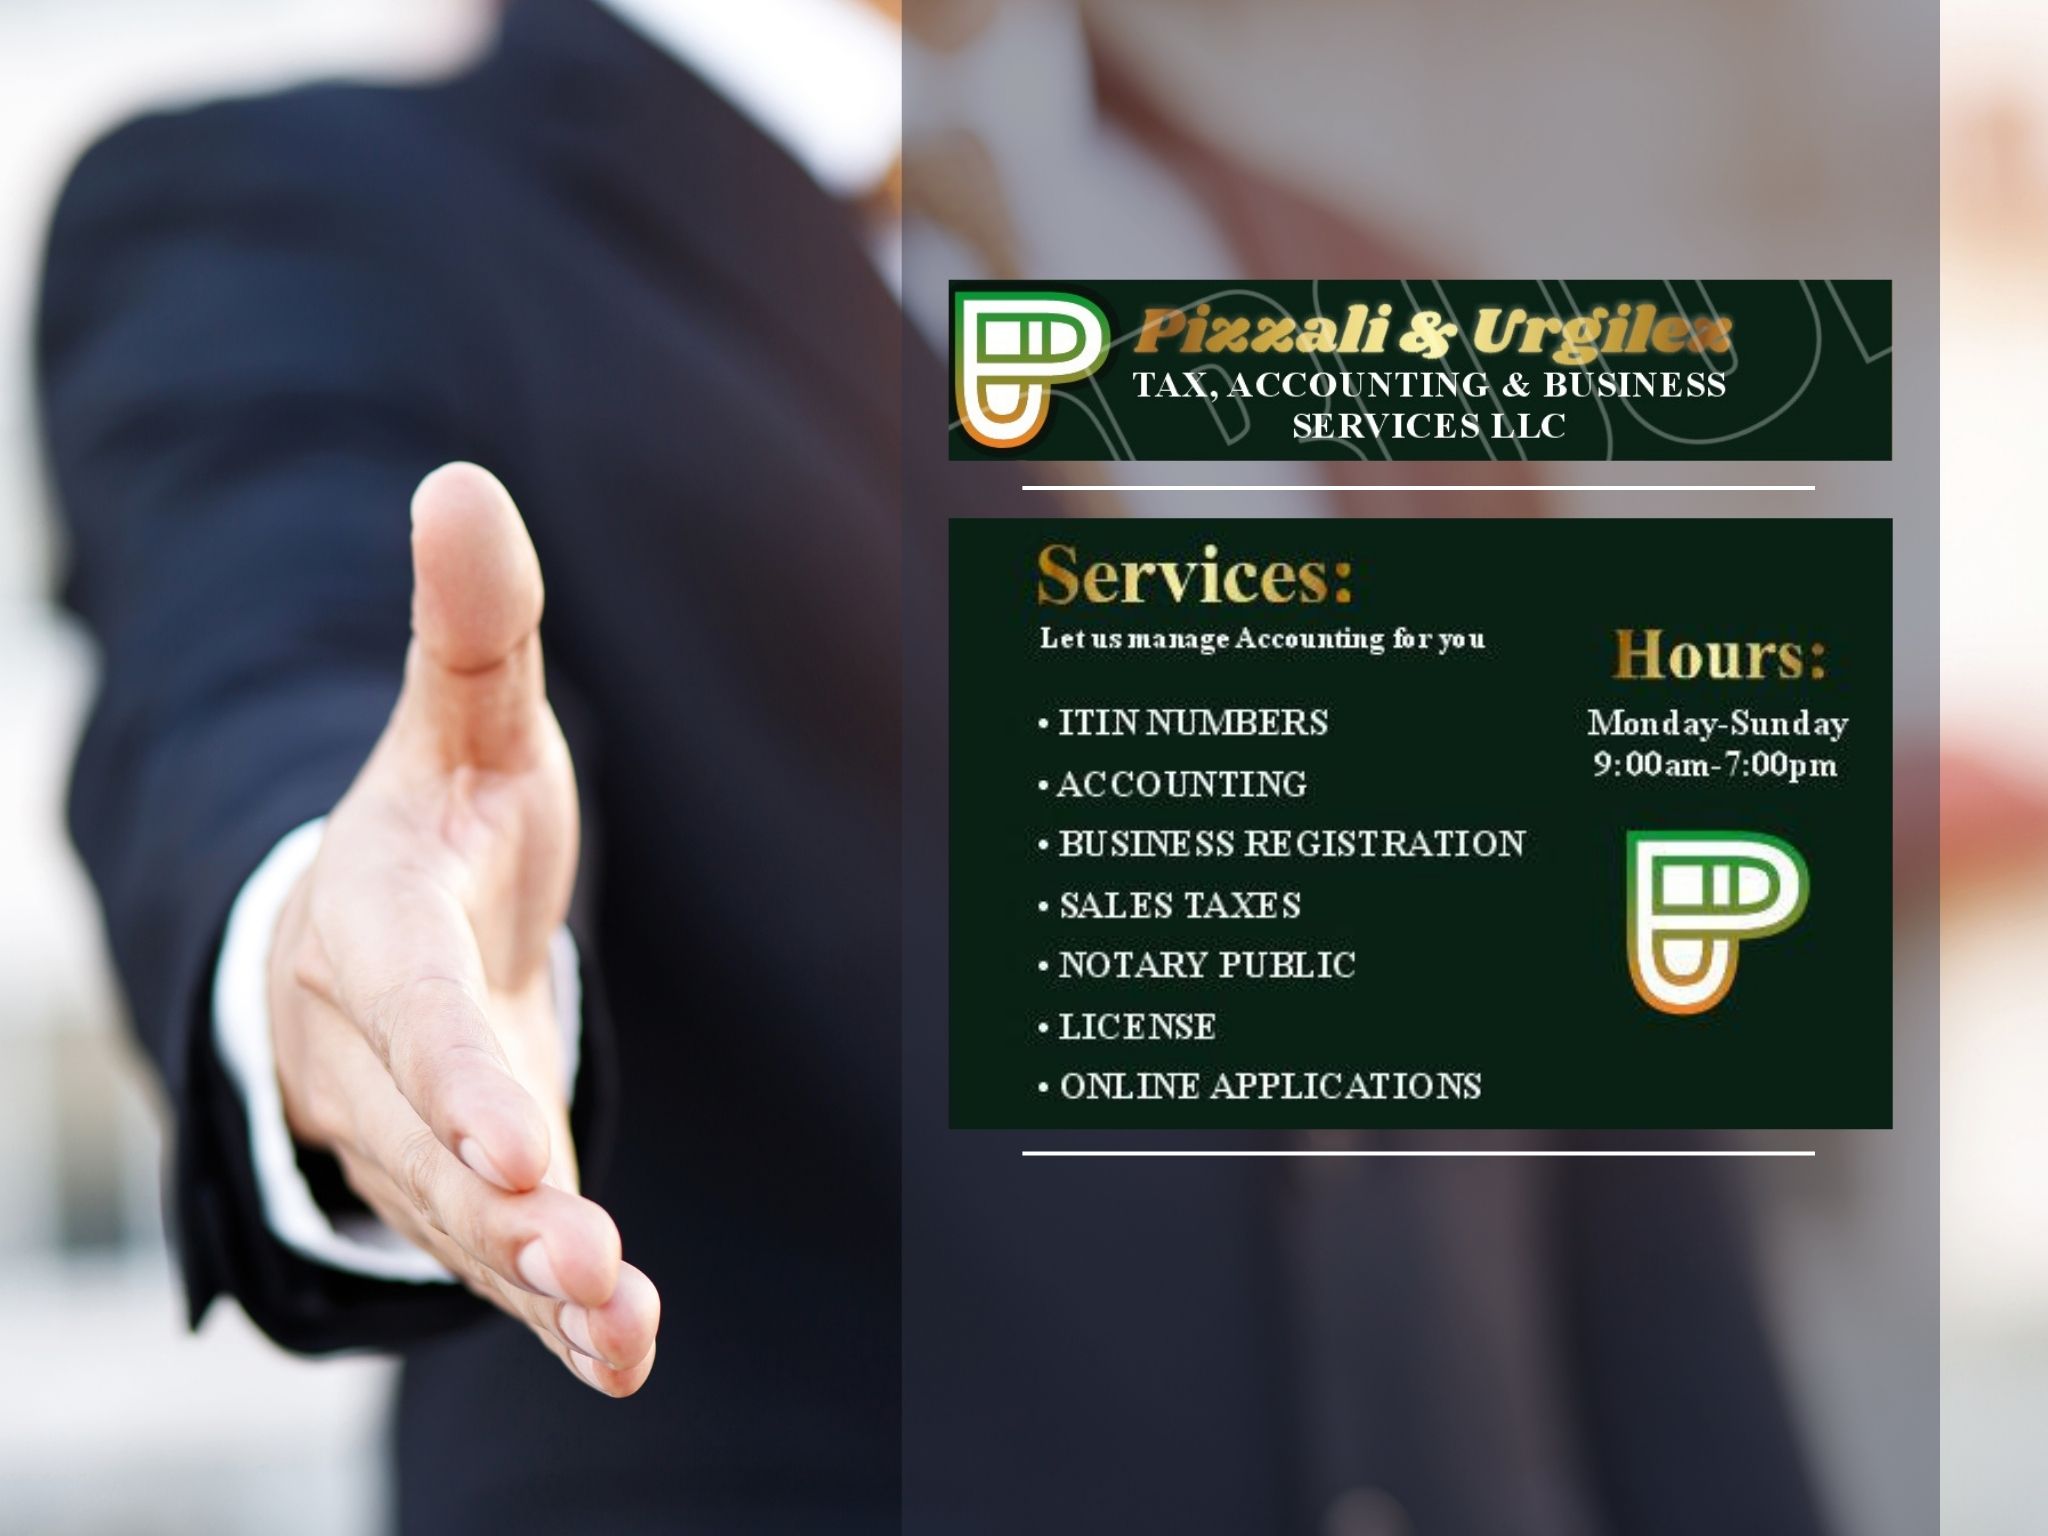 Pizzali & Urgilez
TAX, ACCOUNTING & BUSINESS
SERVICES LLC
Services:
Let us manage Accounting for you
• ITIN NUMBERS
• ACCOUNTING
• BUSINESS REGISTRATION
• SALES TAXES
• NOTARY PUBLIC
• LICENSE
• ONLINE APPLICATIONS
Hours:
Monday-Sunday
9:00am-7:00pm